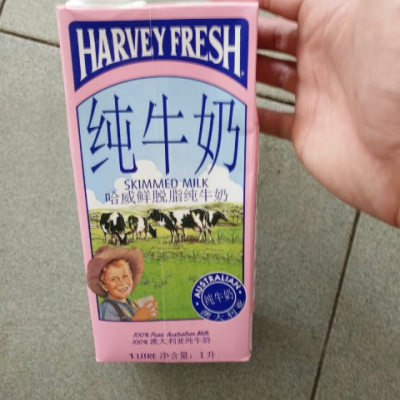 HARVEY FRESH
纯牛奶
SKIMMED MILK
哈威鲜脱脂纯牛奶
AUSTRALIAN
纯牛奶
澳大利亚
100% Pure Australian Milk
100% 澳大利亚纯牛奶
1 LITRE 净含量:1升